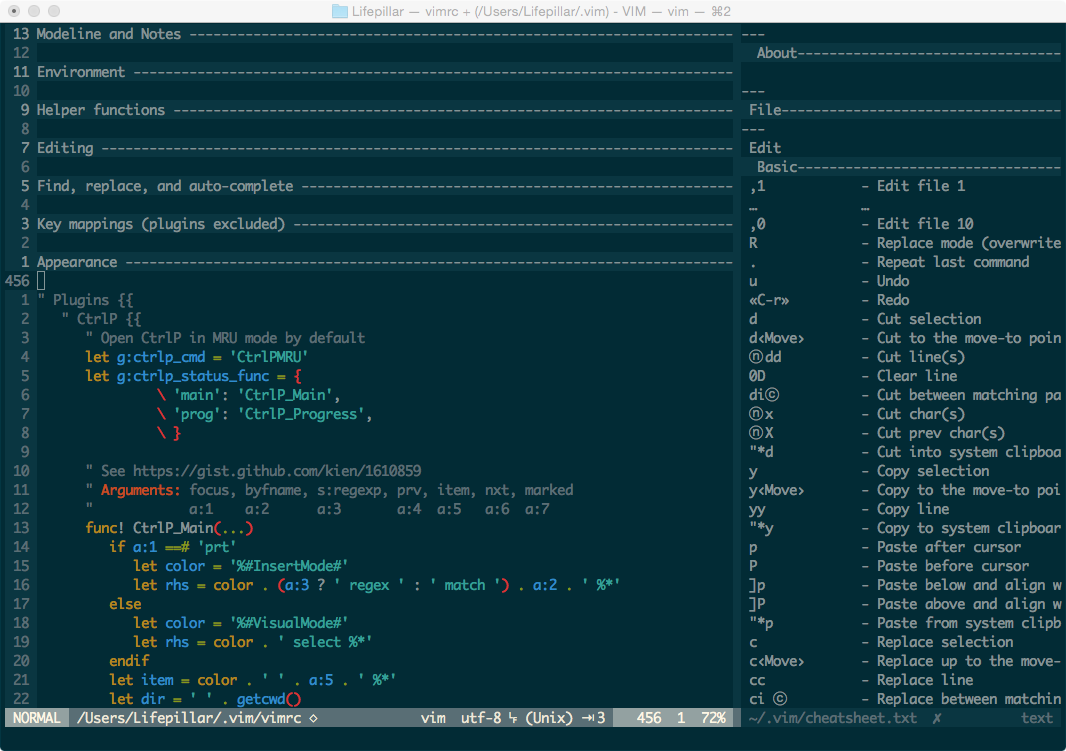 Lifepillar — vimrc + (/Users/Lifepillar/.vim) - VIM — vim — ⌘2
13 Modeline and Notes ---------------------------------------------------------------
12
11 Environment ---------------------------------------------------------------
10
9 Helper functions ---------------------------------------------------------------
8
7 Editing ---------------------------------------------------------------
6
5 Find, replace, and auto-complete ---------------------------------------------------------------
4
3 Key mappings (plugins excluded) ---------------------------------------------------------------
2
1 Appearance ---------------------------------------------------------------
456
1 " Plugins {{
2 " CtrlP {{
3 " Open CtrlP in MRU mode by default
4 let g:ctrlp_cmd = 'CtrlPMRU'
5 let g:ctrlp_status_func = {
6 \ 'main': 'CtrlP_Main',
7 \ 'prog': 'CtrlP_Progress',
8 \ }
9
10 " See https://gist.github.com/kien/1610859
11 " Arguments: focus, byfname, s:regexp, prv, item, nxt, marked
12 " a:1 a:2 a:3 a:4 a:5 a:6 a:7
13 func! CtrlP_Main(...)
14 if a:1 ==# 'prt'
15 let color = '%#InsertMode#'
16 let rhs = color . (a:3 ? ' regex ' : ' match ') . a:2 . ' %*'
17 else
18 let color = '%#VisualMode#'
19 let rhs = color . ' select %*'
20 endif
21 let item = color . ' ' . a:5 . ' %*'
22 let dir = ' ' . getcwd()
NORMAL /Users/Lifepillar/.vim/vimrc ◇ vim utf-8 ␤ (Unix) ⇥3 456 1 72%
---
About---------------------------------
---
File-----------------------------------
---
Edit
Basic---------------------------------
,1 - Edit file 1
… …
,0 - Edit file 10
R - Replace mode (overwrite
. - Repeat last command
u - Undo
«C-r» - Redo
d - Cut selection
d<Move> - Cut to the move-to poin
ⓝdd - Cut line(s)
0D - Clear line
diⓒ - Cut between matching pa
ⓝx - Cut char(s)
ⓝX - Cut prev char(s)
"*d - Cut into system clipboa
y - Copy selection
y<Move> - Copy to the move-to poi
yy - Copy line
"*y - Copy to system clipboar
p - Paste after cursor
P - Paste before cursor
]p - Paste below and align w
]P - Paste above and align w
"*p - Paste from system clipb
c - Replace selection
c<Move> - Replace up to the move-
cc - Replace line
ci ⓒ - Replace between matchin
~/.vim/cheatsheet.txt ✗ text